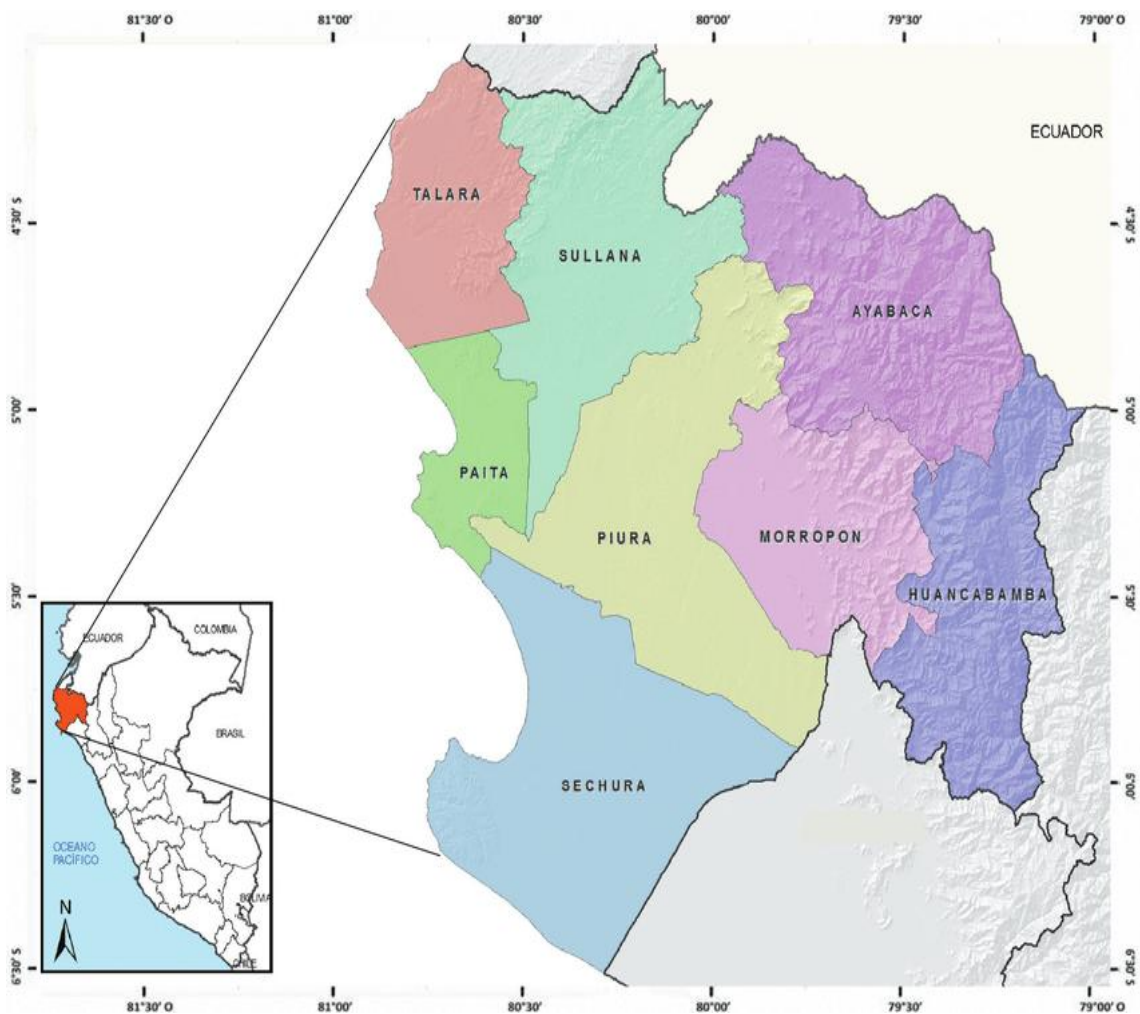 81°30' O
81°00'
80°30'
80°00'
79°30'
79°00' O
ECUADOR
TALARA
4°30' S
4°30' S
SULLANA
AYABACA
5°00'
5°00'
PAITA
PIURA
MORROPON
HUANCABAMBA
5°30'
5°30'
ECUADOR
COLOMBIA
BRASIL
SECHURA
6°00'
6°00'
OCEANO
PACÍFICO
BOLIVIA
N
CHILE
6°30' S
6°30' S
81°30' O
81°00'
80°30'
80°00'
79°30'
79°00' O